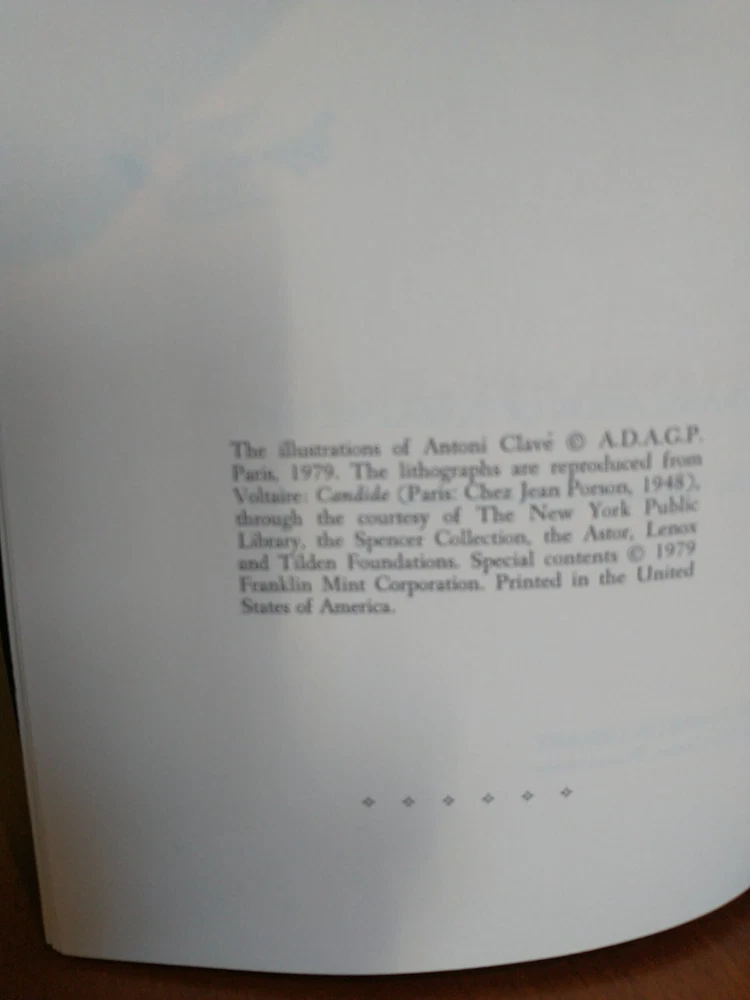 The illustrations of Antoni Clavé © A.D.A.G.P.
Paris, 1979. The lithographs are reproduced from
Voltaire: Candide (Paris: Chez Jean Porson, 1948),
through the courtesy of The New York Public
Library, the Spencer Collection, the Astor, Lenox
and Tilden Foundations. Special contents © 1979
Franklin Mint Corporation. Printed in the United
States of America.